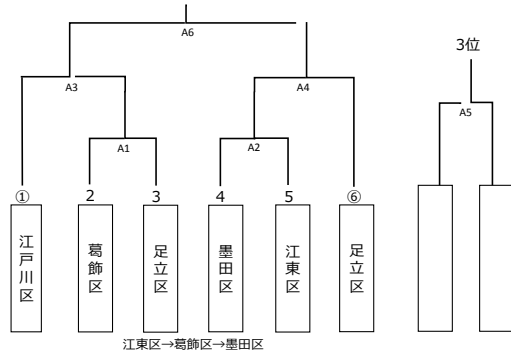 A6
3位
A3
A4
A5
A1
A2
① 2 3 4 5 ⑥
江戸川区
葛飾区
足立区
墨田区
江東区
足立区
江東区→葛飾区→墨田区